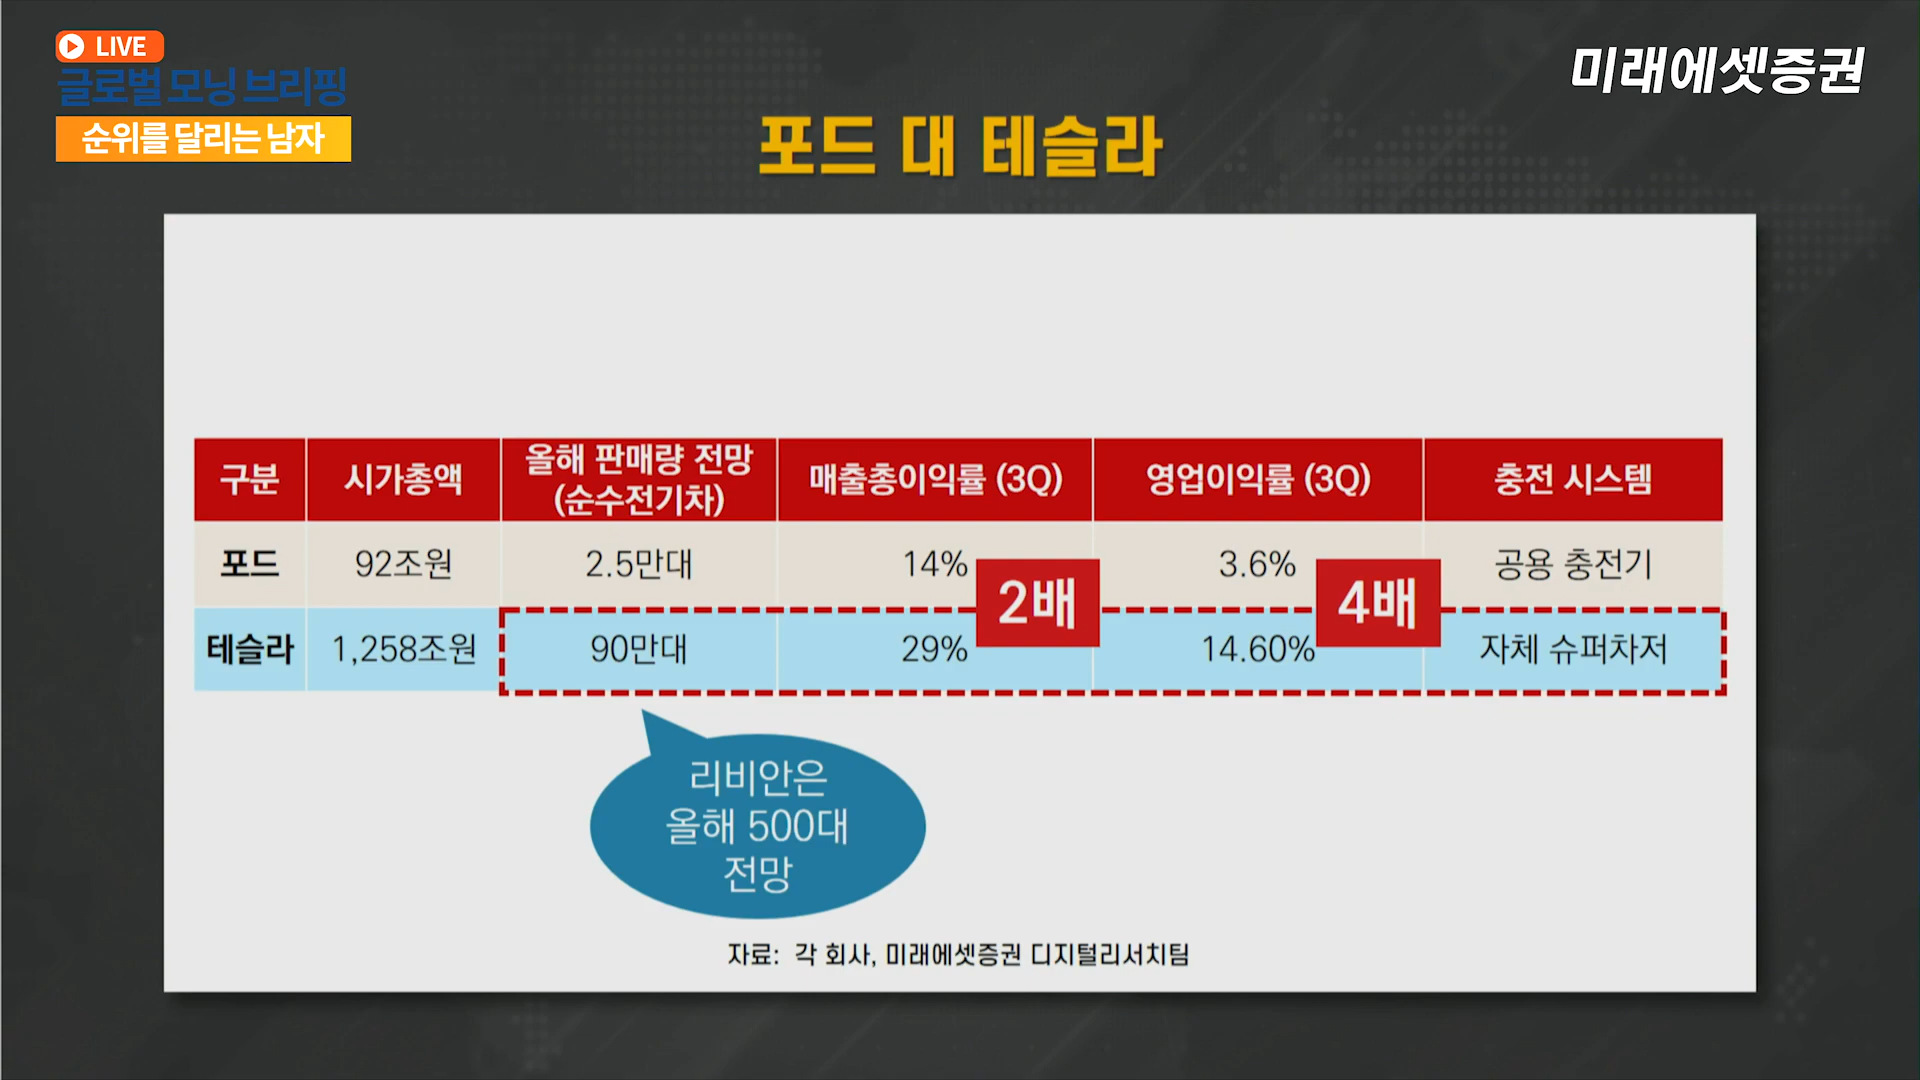 LIVE
글로벌 모닝 브리핑
순위를 달리는 남자
미래에셋증권
포드 대 테슬라
구분 시가총액 올해 판매량 전망 (순수전기차) 매출총이익률 (3Q) 영업이익률 (3Q) 충전 시스템
포드 92조원 2.5만대 14% 3.6% 공용 충전기
2배 4배
테슬라 1,258조원 90만대 29% 14.60% 자체 슈퍼차저
리비안은
올해 500대
전망
자료: 각 회사, 미래에셋증권 디지털리서치팀